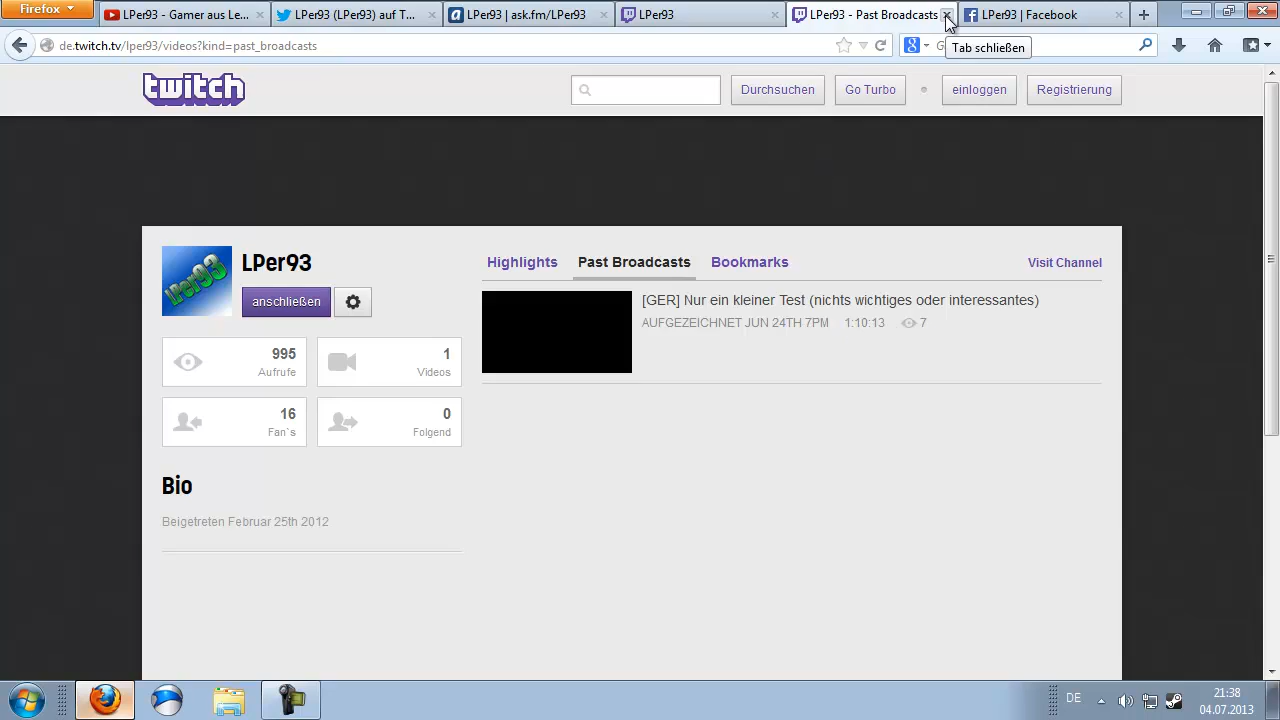 Firefox
LPer93 - Gamer aus Le...
LPer93 (LPer93) auf T...
LPer93 | ask.fm/LPer93
LPer93
LPer93 - Past Broadcasts
LPer93 | Facebook
de.twitch.tv/lper93/videos?kind=past_broadcasts
Tab schließen
twitch
Durchsuchen
Go Turbo
einloggen
Registrierung
LPer93
LPer93
anschließen
Highlights
Past Broadcasts
Bookmarks
Visit Channel
[GER] Nur ein kleiner Test (nichts wichtiges oder interessantes)
AUFGEZEICHNET JUN 24TH 7PM 1:10:13 7
995
Aufrufe
1
Videos
16
Fan`s
0
Folgend
Bio
Beigetreten Februar 25th 2012
DE
21:38
04.07.2013